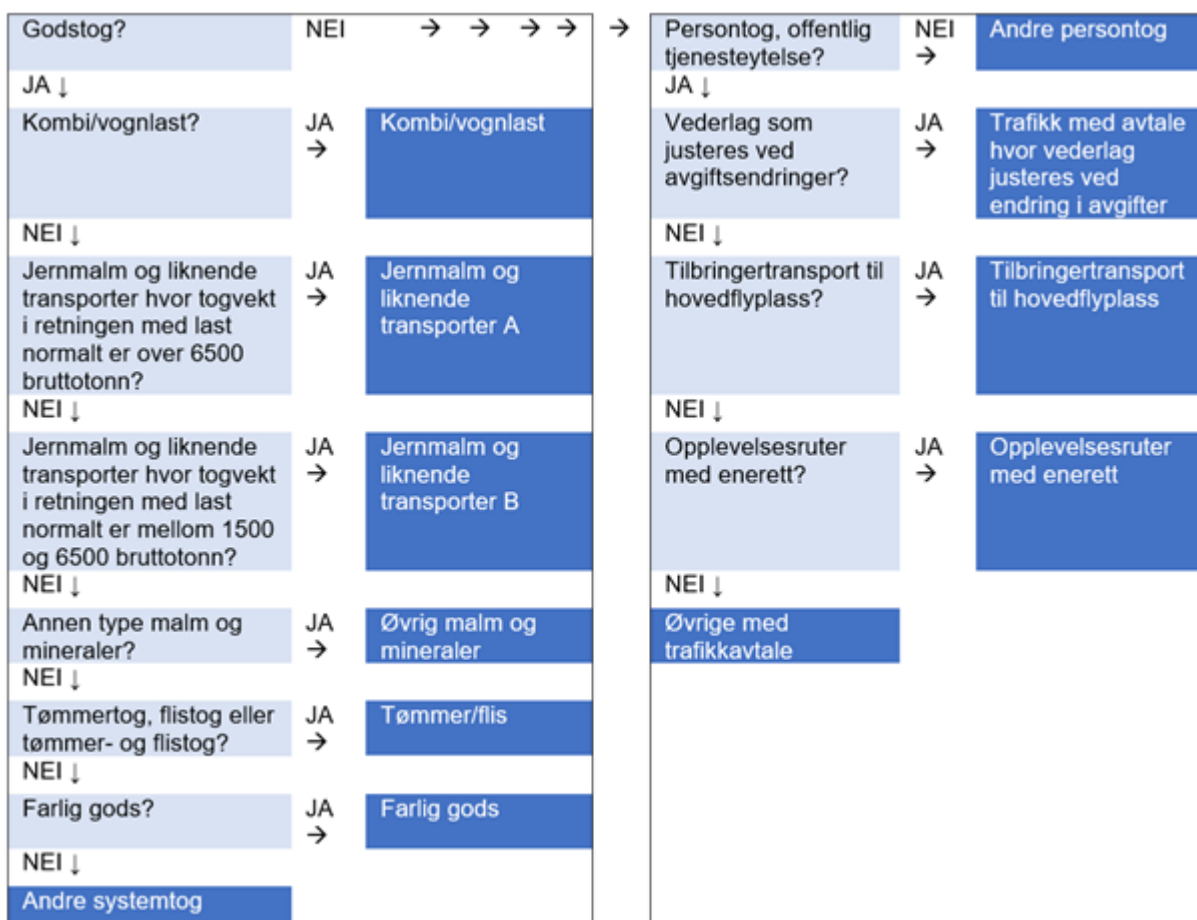 Godstog?
NEI → → → → →
JA ↓
Kombi/vognlast?
JA
→
Kombi/vognlast
NEI ↓
Jernmalm og liknende
transporter hvor togvekt
i retningen med last
normalt er over 6500
bruttotonn?
JA
→
Jernmalm og
liknende
transporter A
NEI ↓
Jernmalm og liknende
transporter hvor togvekt
i retningen med last
normalt er mellom 1500
og 6500 bruttotonn?
JA
→
Jernmalm og
liknende
transporter B
NEI ↓
Annen type malm og
mineraler?
JA
→
Øvrig malm og
mineraler
NEI ↓
Tømmertog, flistog eller
tømmer- og flistog?
JA
→
Tømmer/flis
NEI ↓
Farlig gods?
JA
→
Farlig gods
NEI ↓
Andre systemtog
Persontog, offentlig
tjenesteytelse?
NEI
→
Andre persontog
JA ↓
Vederlag som
justeres ved
avgiftsendringer?
JA
→
Trafikk med avtale
hvor vederlag
justeres ved
endring i avgifter
NEI ↓
Tilbringertransport til
hovedflyplass?
JA
→
Tilbringertransport
til hovedflyplass
NEI ↓
Opplevelsesruter
med enerett?
JA
→
Opplevelsesruter
med enerett
NEI ↓
Øvrige med
trafikkavtale